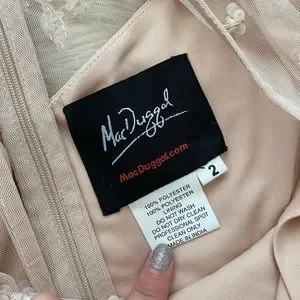 Mac Duggal
MacDuggal.com
2
100% POLYESTER
100% POLYESTER
LINING
DO NOT WASH
DO NOT DRY CLEAN
PROFESSIONAL SPOT
CLEAN ONLY
MADE IN INDIA